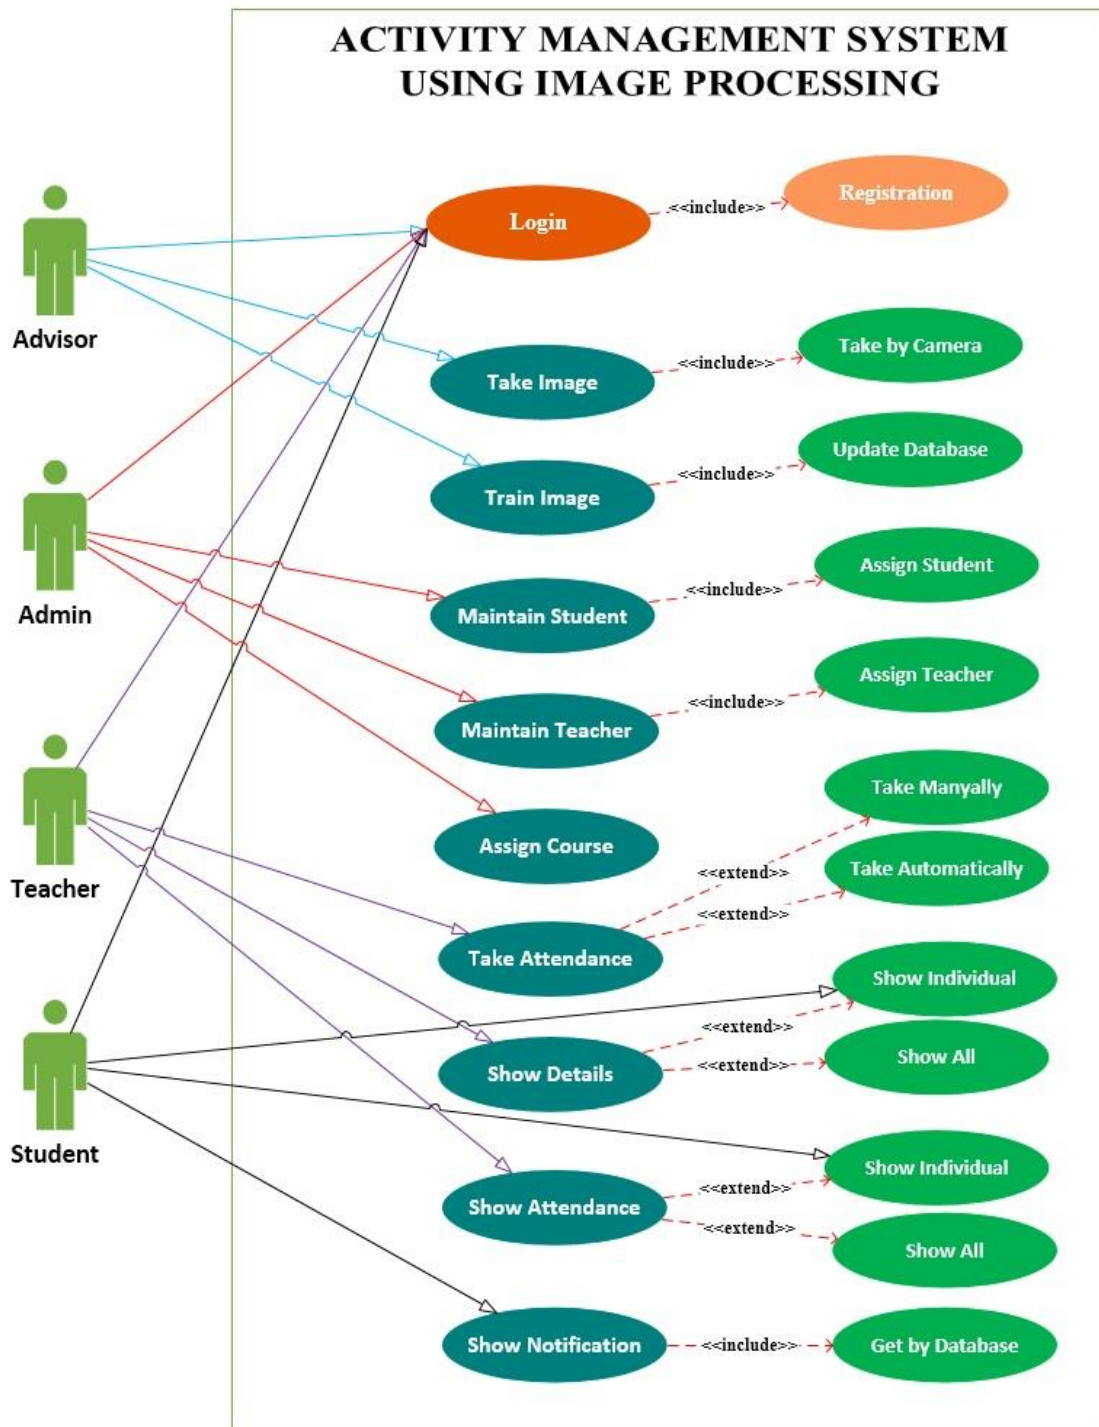 ACTIVITY MANAGEMENT SYSTEM
USING IMAGE PROCESSING
Advisor
Login
<<include>>
Registration
Take Image
<<include>>
Take by Camera
Train Image
<<include>>
Update Database
Admin
Maintain Student
<<include>>
Assign Student
Maintain Teacher
<<include>>
Assign Teacher
Assign Course
Teacher
Take Attendance
<<extend>>
Take Manyally
<<extend>>
Take Automatically
Show Details
<<extend>>
Show Individual
<<extend>>
Show All
Student
Show Attendance
<<extend>>
Show Individual
<<extend>>
Show All
Show Notification
<<include>>
Get by Database